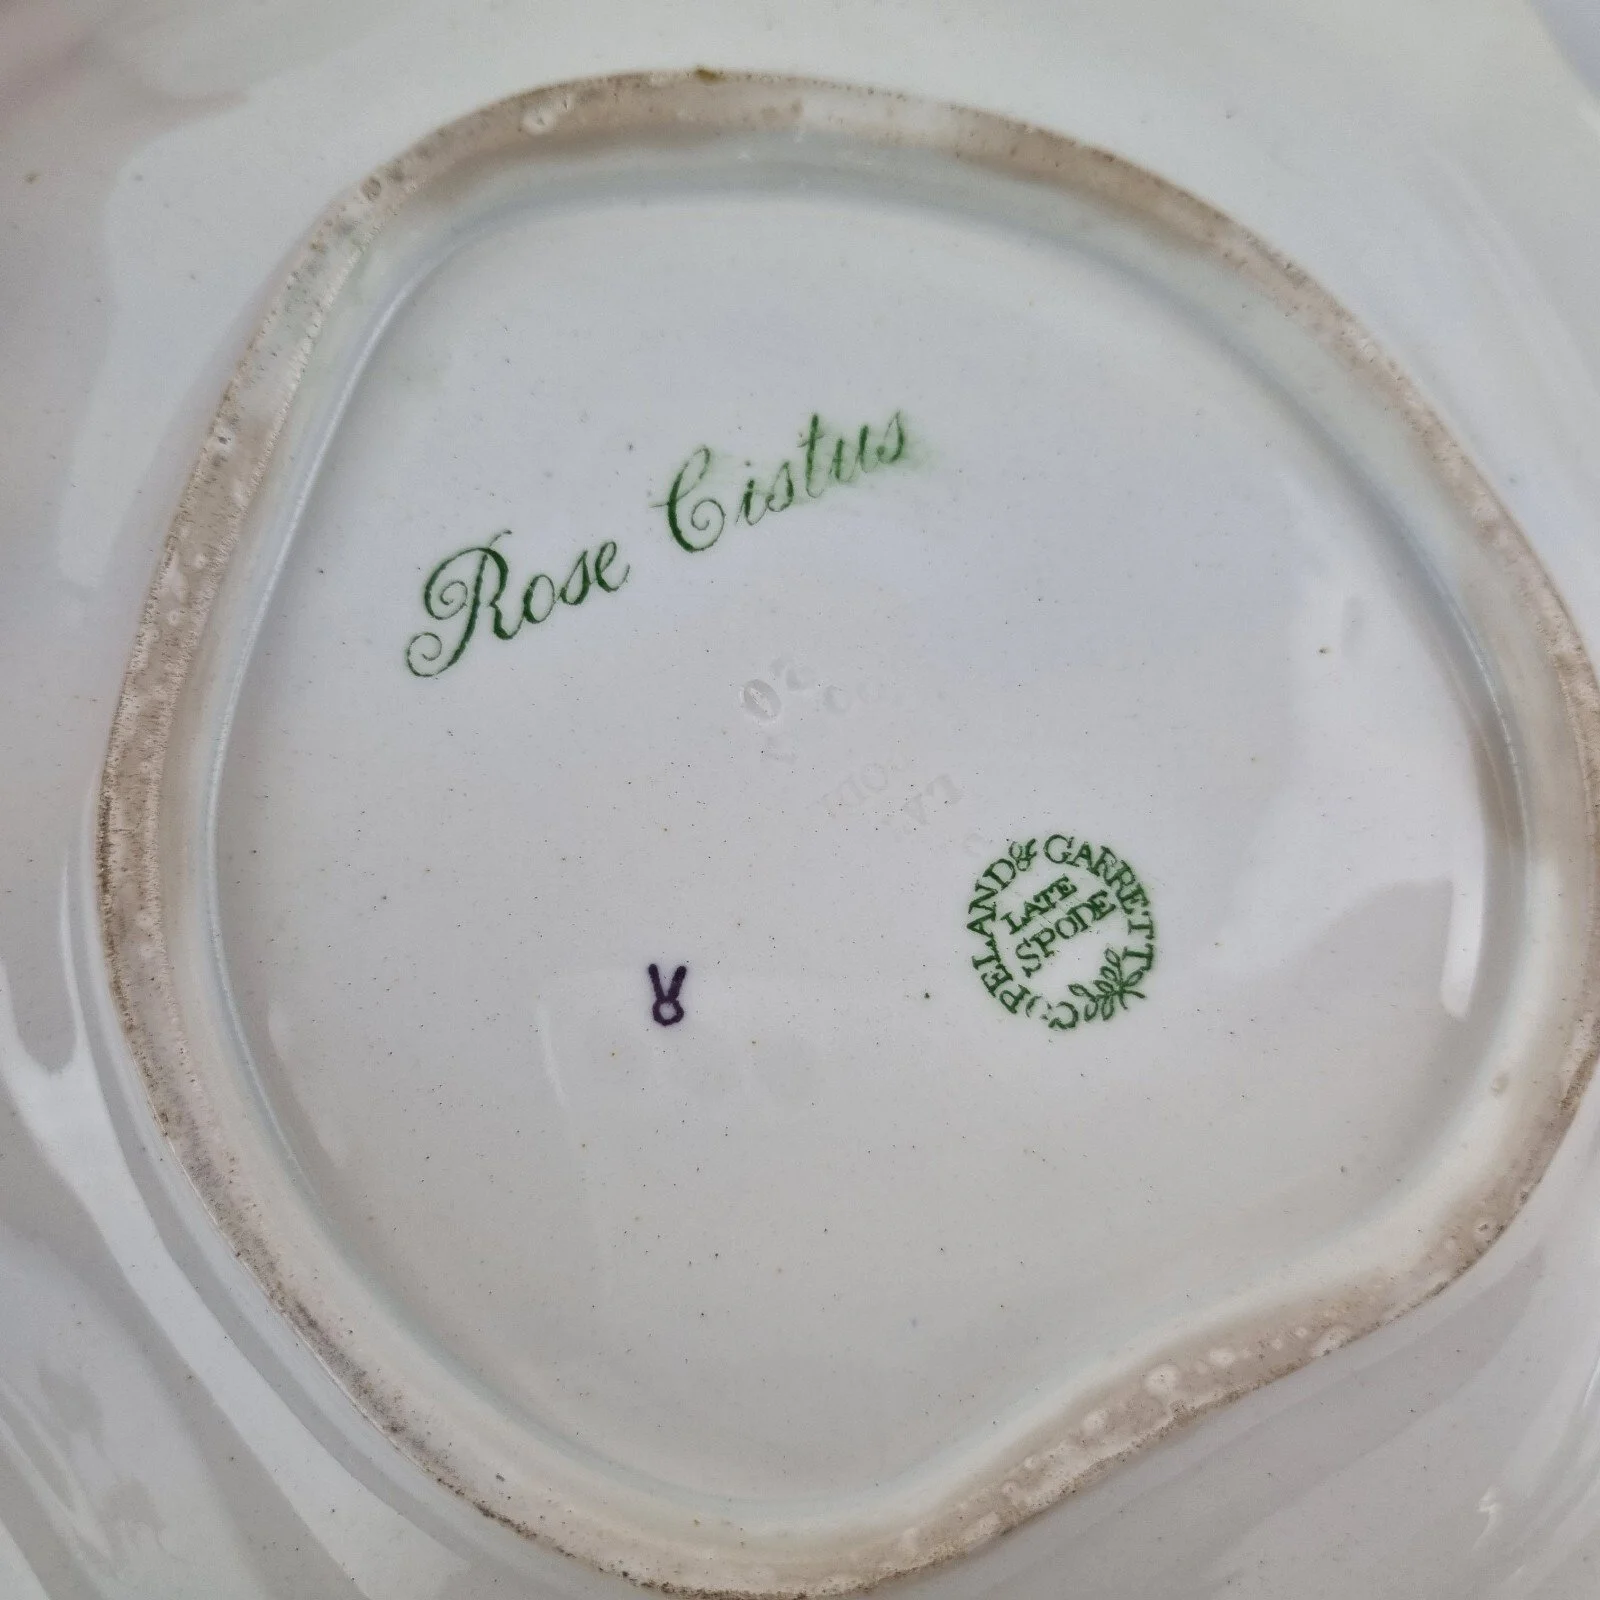 Rose Cistus
COPELAND & GARRETT
LATE
SPODE